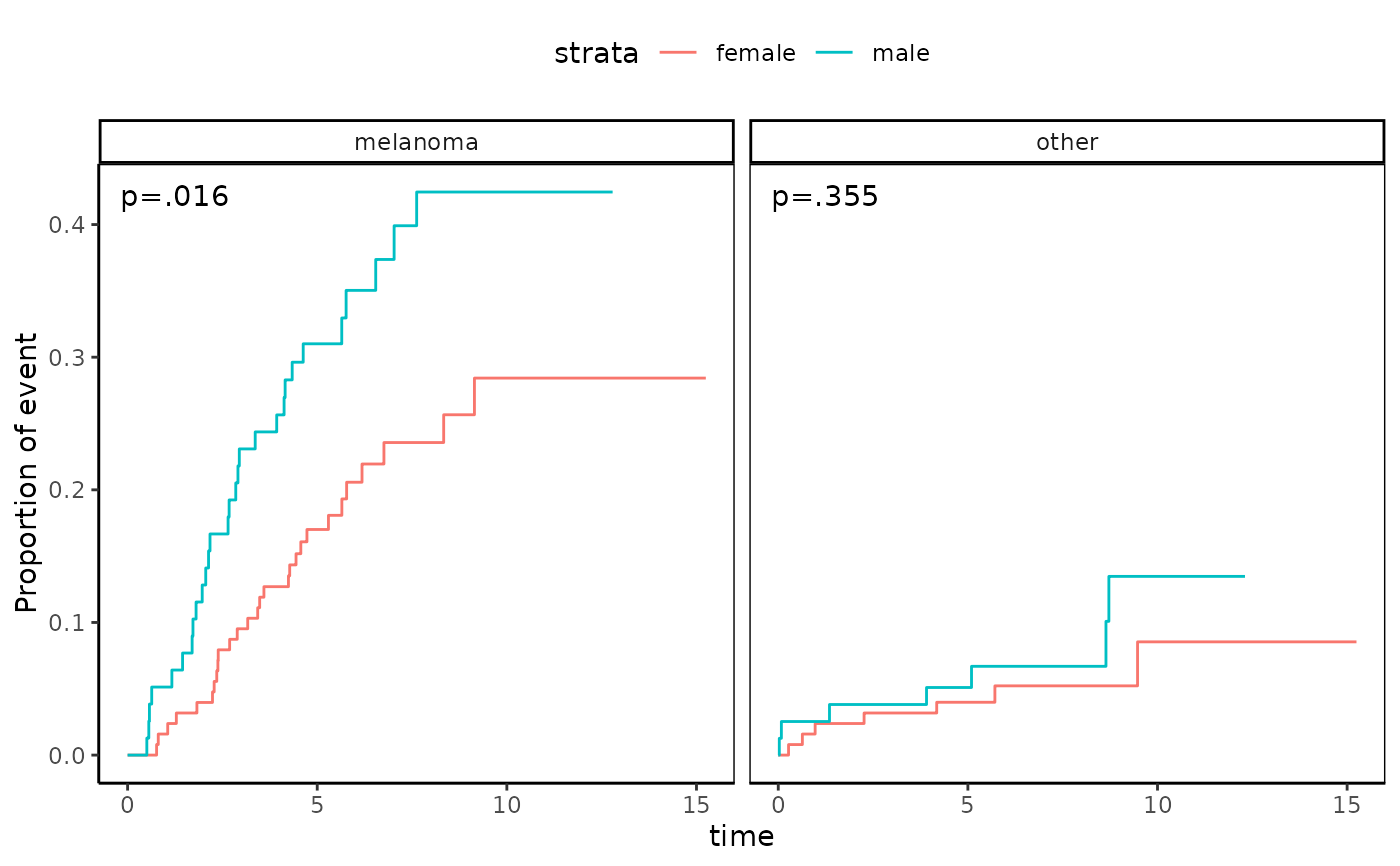 strata female male
melanoma
other
p=.016
p=.355
Proportion of event
0.4
0.3
0.2
0.1
0.0
0 5 10 15
0 5 10 15
time